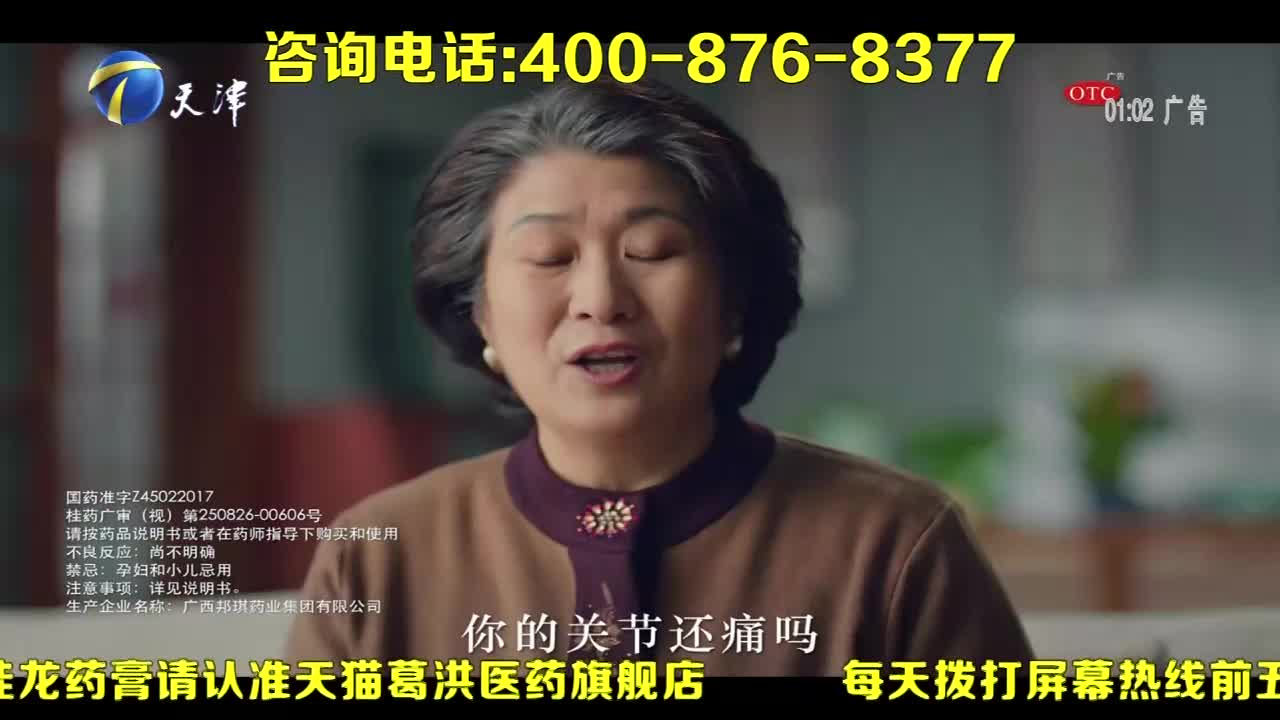 咨询电话:400-876-8377
天津
广告
OTC
01:02 广告
国药准字Z45022017
桂药广审（视）第250826-00606号
请按药品说明书或者在药师指导下购买和使用
不良反应：尚不明确
禁忌：孕妇和小儿忌用
注意事项：详见说明书。
生产企业名称：广西邦琪药业集团有限公司
你的关节还痛吗
桂龙药膏请认准天猫葛洪医药旗舰店 每天拨打屏幕热线前五